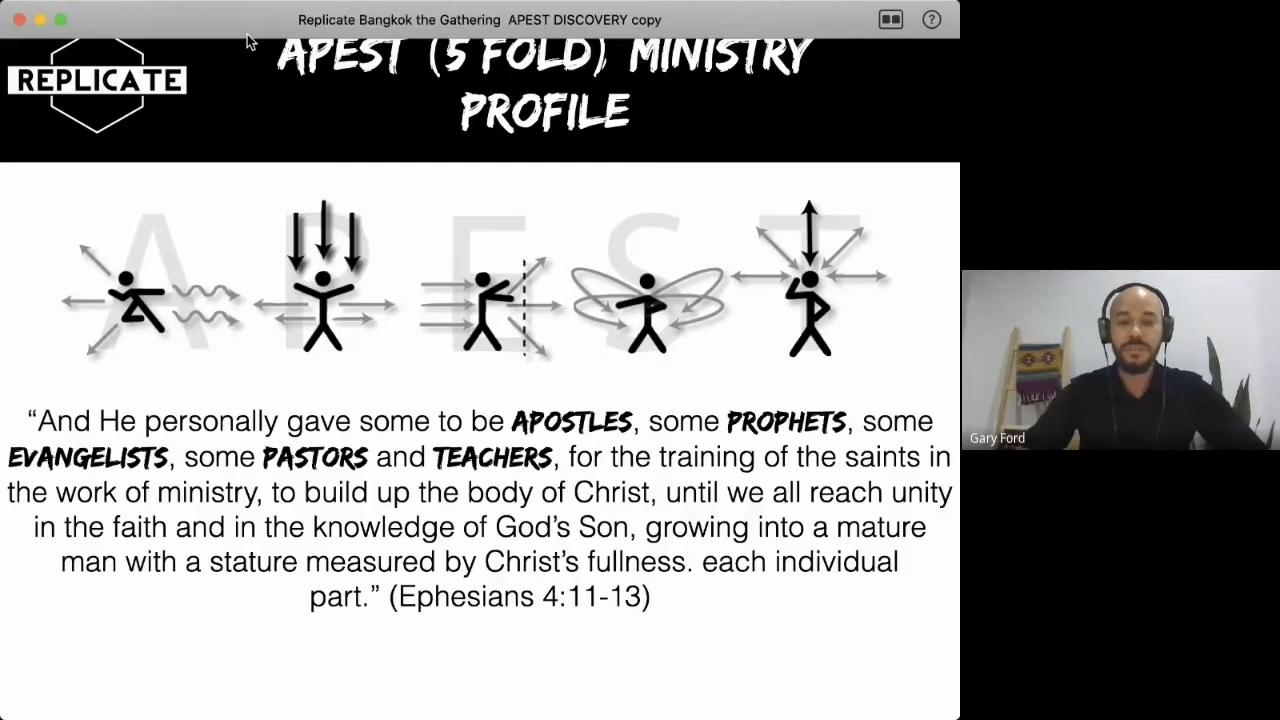 Replicate Bangkok the Gathering APEST DISCOVERY copy
?
REPLICATE
APEST (5 FOLD) MINISTRY
PROFILE
A P E S T
“And He personally gave some to be APOSTLES, some PROPHETS, some
EVANGELISTS, some PASTORS and TEACHERS, for the training of the saints in
the work of ministry, to build up the body of Christ, until we all reach unity
in the faith and in the knowledge of God’s Son, growing into a mature
man with a stature measured by Christ’s fullness. each individual
part.” (Ephesians 4:11-13)
Gary Ford